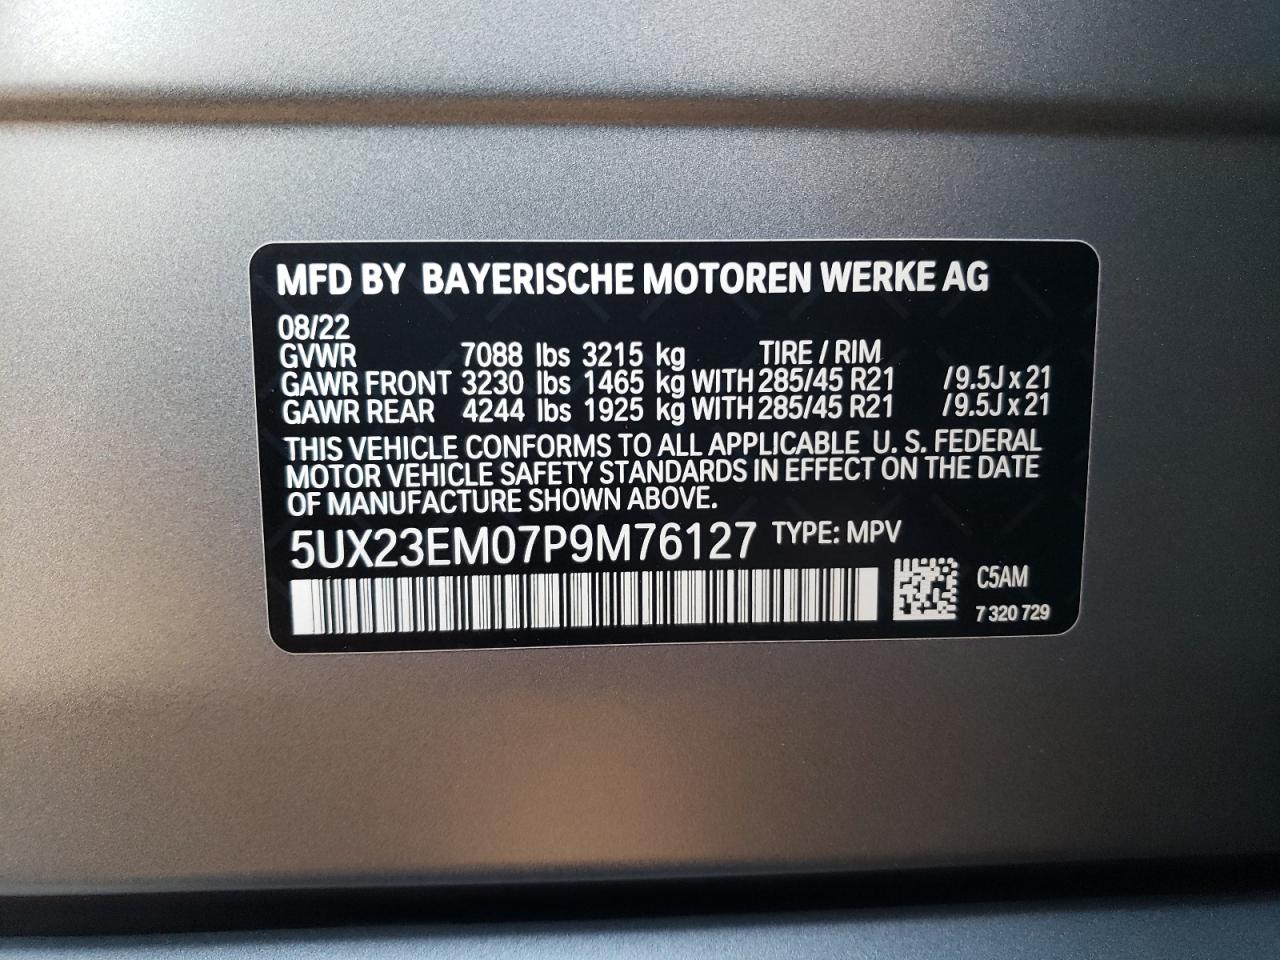 MFD BY BAYERISCHE MOTOREN WERKE AG
08/22
GVWR 7088 lbs 3215 kg TIRE / RIM
GAWR FRONT 3230 lbs 1465 kg WITH 285/45 R21 /9.5J x 21
GAWR REAR 4244 lbs 1925 kg WITH 285/45 R21 /9.5J x 21
THIS VEHICLE CONFORMS TO ALL APPLICABLE U. S. FEDERAL
MOTOR VEHICLE SAFETY STANDARDS IN EFFECT ON THE DATE
OF MANUFACTURE SHOWN ABOVE.
5UX23EM07P9M76127 TYPE: MPV
C5AM
7 320 729